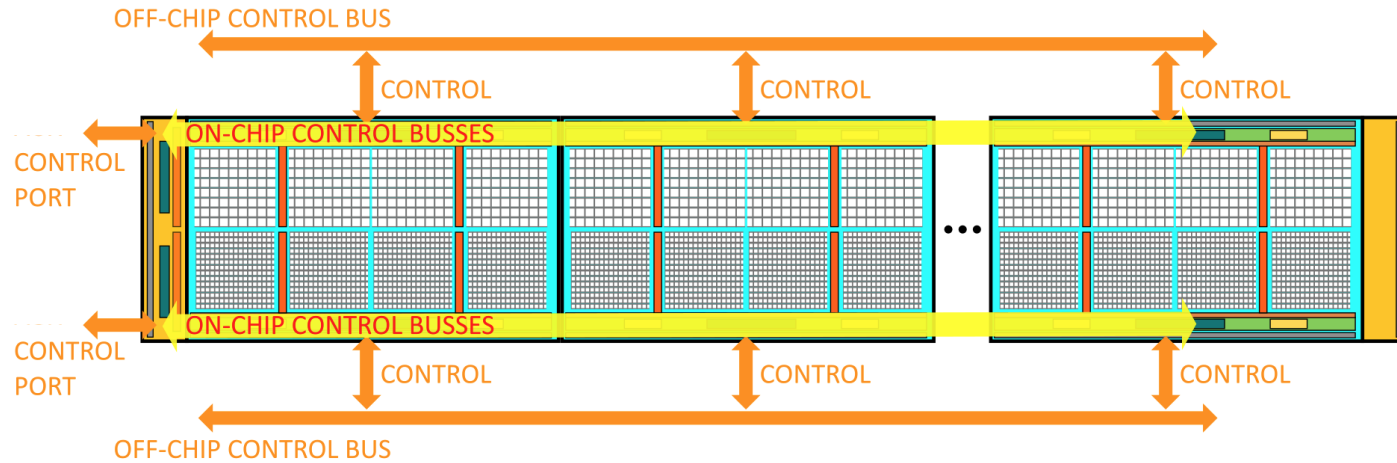 OFF-CHIP CONTROL BUS
CONTROL CONTROL CONTROL
ON-CHIP CONTROL BUSSES
CONTROL
PORT
ON-CHIP CONTROL BUSSES
CONTROL
PORT
CONTROL CONTROL CONTROL
OFF-CHIP CONTROL BUS